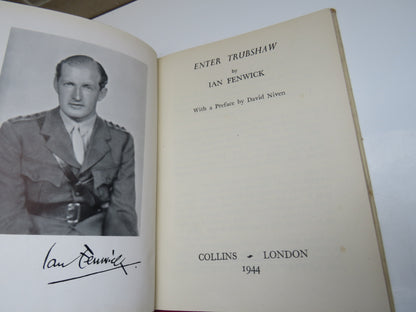 Ian Fenwick.
ENTER TRUBSHAW
by
IAN FENWICK
With a Preface by David Niven
COLLINS - LONDON
1944